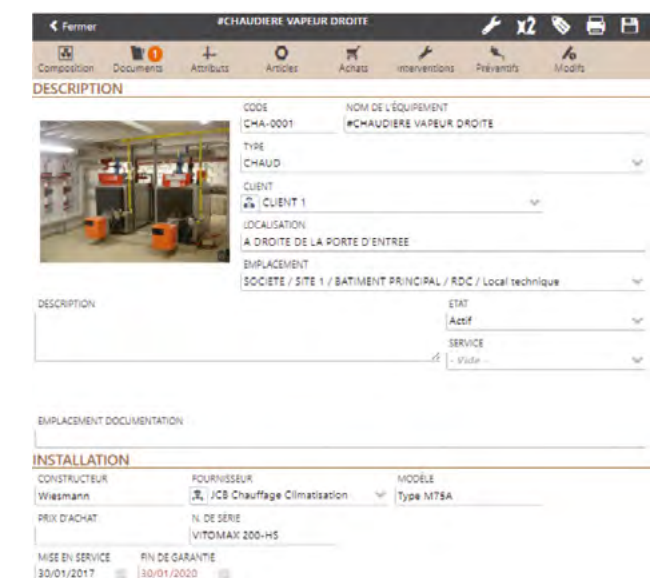 Fermer #CHAUDIERE VAPEUR DROITE x2
Composition Documents 1 Attributs Articles Achats Interventions Préventifs Modifs
DESCRIPTION
CODE NOM DE L'ÉQUIPEMENT
CHA-0001 #CHAUDIERE VAPEUR DROITE
TYPE
CHAUD
CLIENT
CLIENT 1
LOCALISATION
A DROITE DE LA PORTE D'ENTREE
EMPLACEMENT
SOCIETE / SITE 1 / BATIMENT PRINCIPAL / RDC / Local technique
DESCRIPTION ETAT
Actif
SERVICE
- Vide -
EMPLACEMENT DOCUMENTATION
INSTALLATION
CONSTRUCTEUR FOURNISSEUR MODÈLE
Wiesmann JCB Chauffage Climatisation Type M75A
PRIX D'ACHAT N. DE SÉRIE
VITOMAX 200-HS
MISE EN SERVICE FIN DE GARANTIE
30/01/2017 30/01/2020